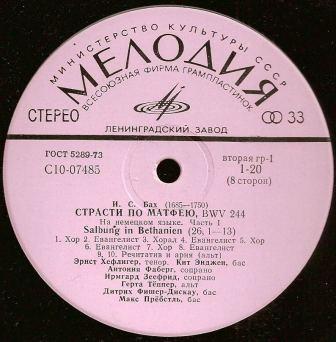 МИНИСТЕРСТВО КУЛЬТУРЫ СССР
МЕЛОДИЯ
ВСЕСОЮЗНАЯ ФИРМА ГРАМПЛАСТИНОК
СТЕРЕО
33
ЛЕНИНГРАДСКИЙ ЗАВОД
ГОСТ 5289-73
С10-07485
вторая гр-1
1-20
(8 сторон)
И. С. Бах (1685—1750)
СТРАСТИ ПО МАТФЕЮ, BWV 244
На немецком языке. Часть I
Salbung in Bethanien (26, 1—13)
1. Хор 2. Евангелист 3. Хорал 4. Евангелист 5. Хор
6. Евангелист 7. Хор 8. Евангелист
9, 10. Речитатив и ария (альт)
Эрнст Хефлигер, тенор. Кит Энджен, бас
Антония Фаберг, сопрано
Ирмгард Зеефрид, сопрано
Герта Тёппер, альт
Дитрих Фишер-Дискау, бас
Макс Прёбстль, бас